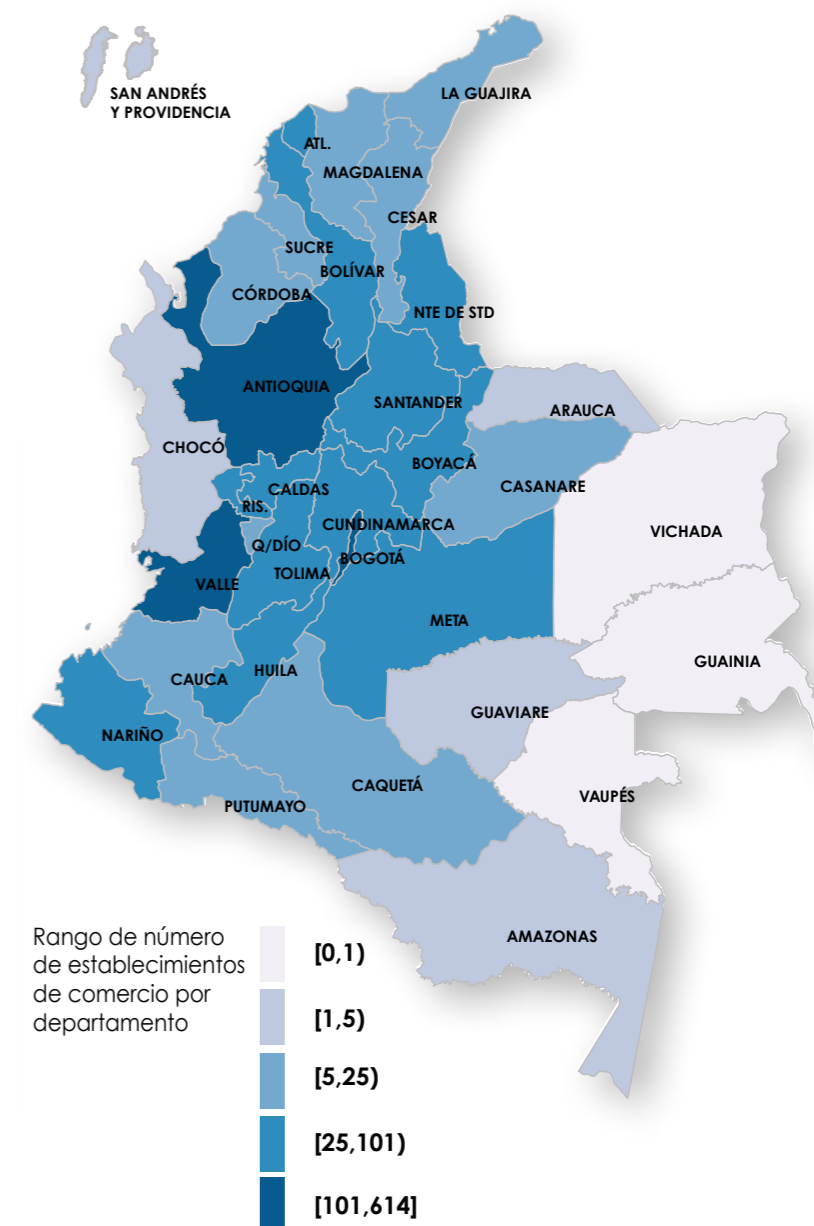 SAN ANDRÉS
Y PROVIDENCIA
LA GUAJIRA
ATL.
MAGDALENA
CESAR
SUCRE
BOLÍVAR
CÓRDOBA
NTE DE STD
ANTIOQUIA
SANTANDER
ARAUCA
CHOCÓ
BOYACÁ
CASANARE
CALDAS
RIS.
CUNDINAMARCA
VICHADA
Q/DÍO
BOGOTÁ
TOLIMA
VALLE
META
GUAINIA
HUILA
CAUCA
GUAVIARE
NARIÑO
CAQUETÁ
VAUPÉS
PUTUMAYO
AMAZONAS
Rango de número
de establecimientos
de comercio por
departamento
[0,1)
[1,5)
[5,25)
[25,101)
[101,614]